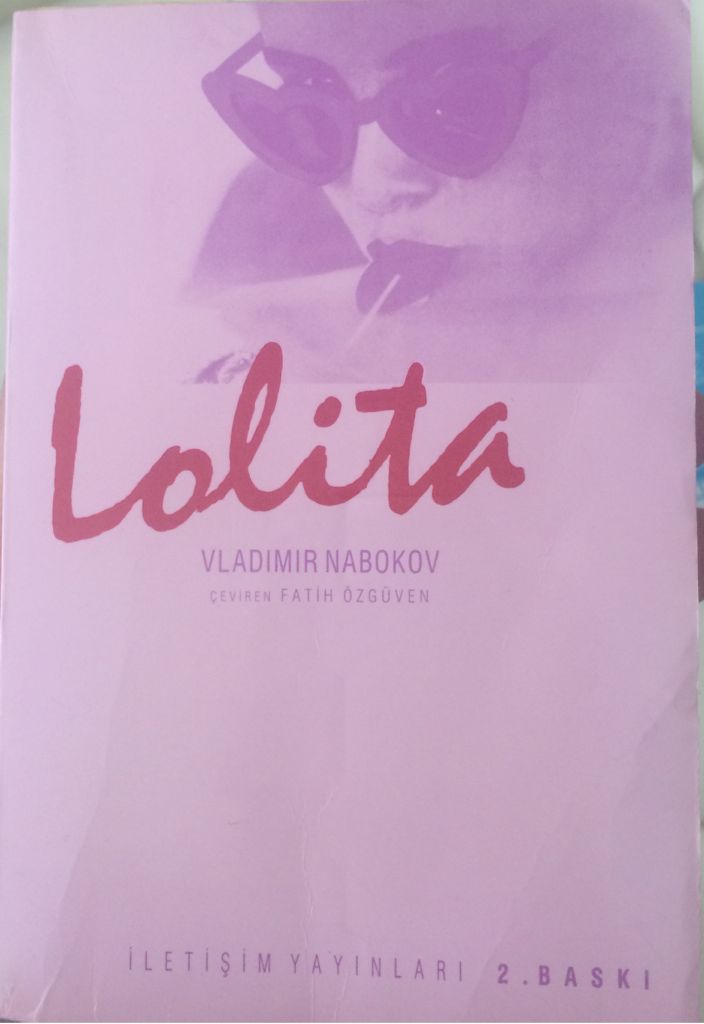 Lolita
VLADIMIR NABOKOV
ÇEVİREN FATİH ÖZGÜVEN
İLETİŞİM YAYINLARI 2.BASKI